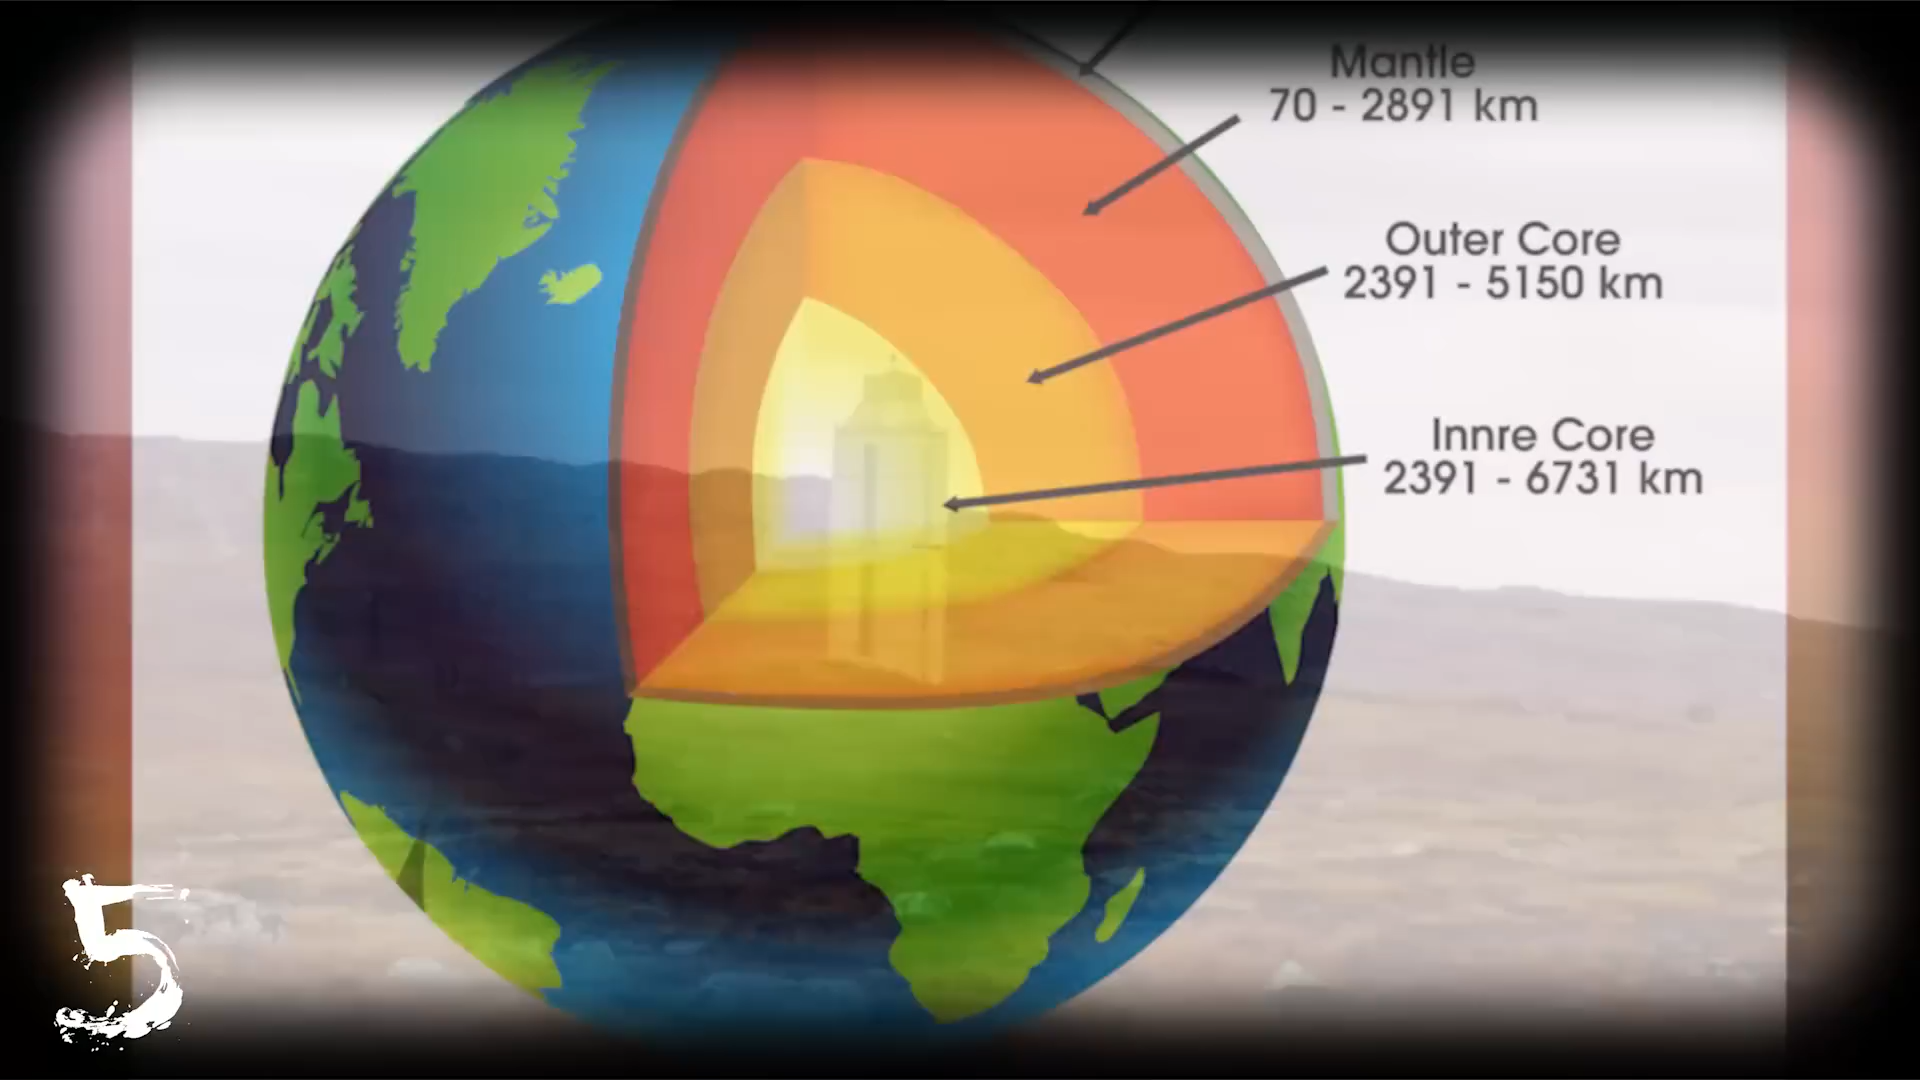 Mantle
70 - 2891 km
Outer Core
2391 - 5150 km
Innre Core
2391 - 6731 km
5